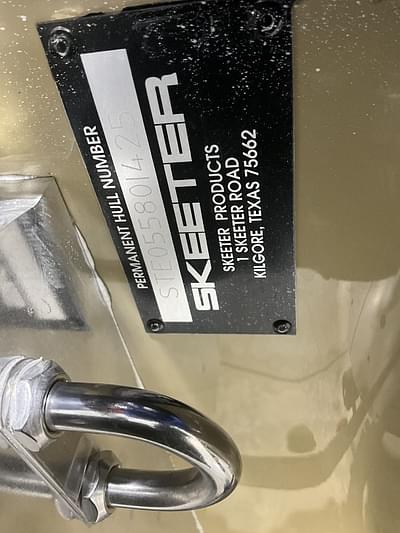 PERMANENT HULL NUMBER
STE05580I425
SKEETER
SKEETER PRODUCTS
1 SKEETER ROAD
KILGORE, TEXAS 75662